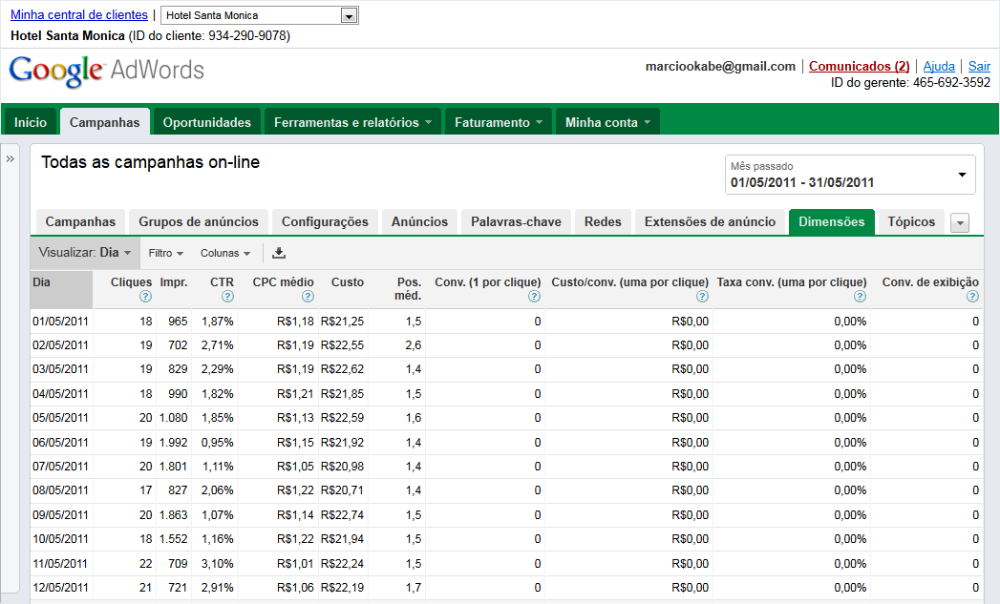 Minha central de clientes | Hotel Santa Monica
Hotel Santa Monica (ID do cliente: 934-290-9078)
Google AdWords
marciookabe@gmail.com | Comunicados (2) | Ajuda | Sair
ID do gerente: 465-692-3592
Início Campanhas Oportunidades Ferramentas e relatórios Faturamento Minha conta
»
Todas as campanhas on-line
Mês passado
01/05/2011 - 31/05/2011
Campanhas Grupos de anúncios Configurações Anúncios Palavras-chave Redes Extensões de anúncio Dimensões Tópicos
Visualizar: Dia Filtro Colunas
Dia Cliques Impr. CTR CPC médio Custo Pos. Conv. (1 por clique) Custo/conv. (uma por clique) Taxa conv. (uma por clique) Conv. de exibição
? ? ? méd. ? ? ? ?
01/05/2011 18 965 1,87% R$1,18 R$21,25 1,5 0 R$0,00 0,00% 0
02/05/2011 19 702 2,71% R$1,19 R$22,55 2,6 0 R$0,00 0,00% 0
03/05/2011 19 829 2,29% R$1,19 R$22,62 1,4 0 R$0,00 0,00% 0
04/05/2011 18 990 1,82% R$1,21 R$21,85 1,5 0 R$0,00 0,00% 0
05/05/2011 20 1.080 1,85% R$1,13 R$22,59 1,6 0 R$0,00 0,00% 0
06/05/2011 19 1.992 0,95% R$1,15 R$21,92 1,4 0 R$0,00 0,00% 0
07/05/2011 20 1.801 1,11% R$1,05 R$20,98 1,4 0 R$0,00 0,00% 0
08/05/2011 17 827 2,06% R$1,22 R$20,71 1,4 0 R$0,00 0,00% 0
09/05/2011 20 1.863 1,07% R$1,14 R$22,74 1,5 0 R$0,00 0,00% 0
10/05/2011 18 1.552 1,16% R$1,22 R$21,94 1,5 0 R$0,00 0,00% 0
11/05/2011 22 709 3,10% R$1,01 R$22,24 1,5 0 R$0,00 0,00% 0
12/05/2011 21 721 2,91% R$1,06 R$22,19 1,7 0 R$0,00 0,00% 0